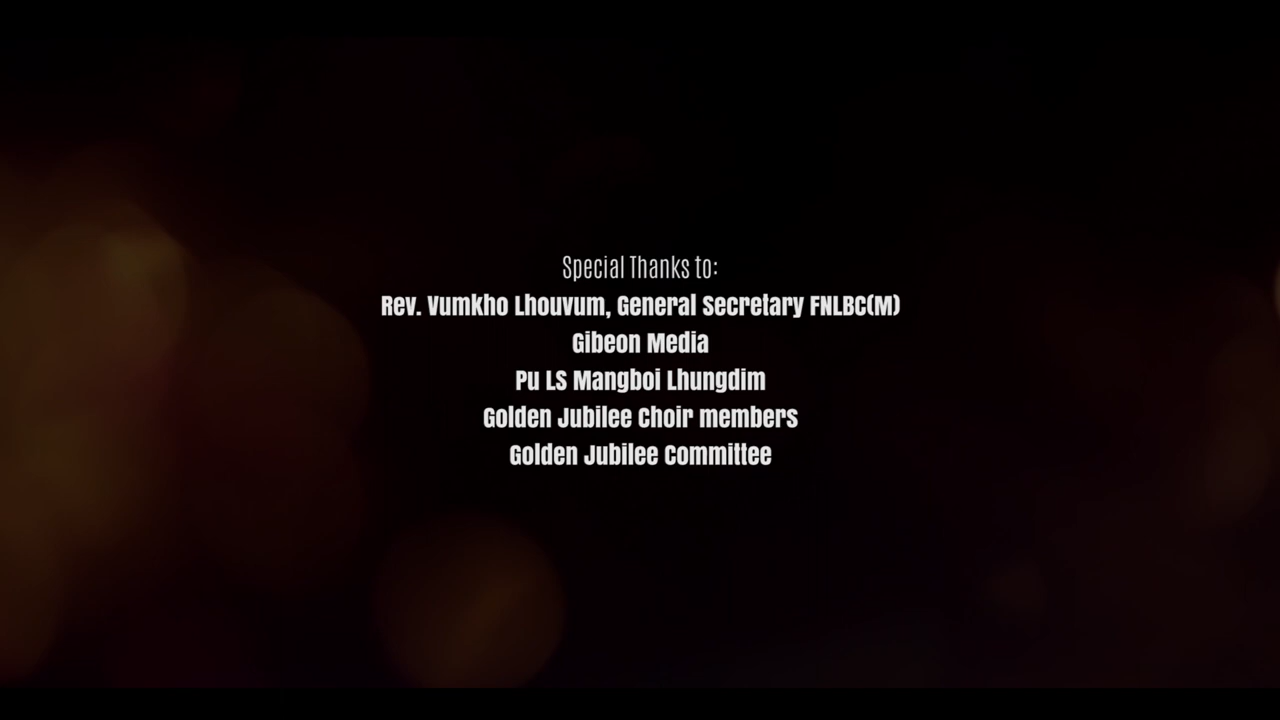 Special Thanks to:
Rev. Vumkho Lhouvum, General Secretary FNLBC(M)
Gibeon Media
Pu LS Mangboi Lhungdim
Golden Jubilee Choir members
Golden Jubilee Committee